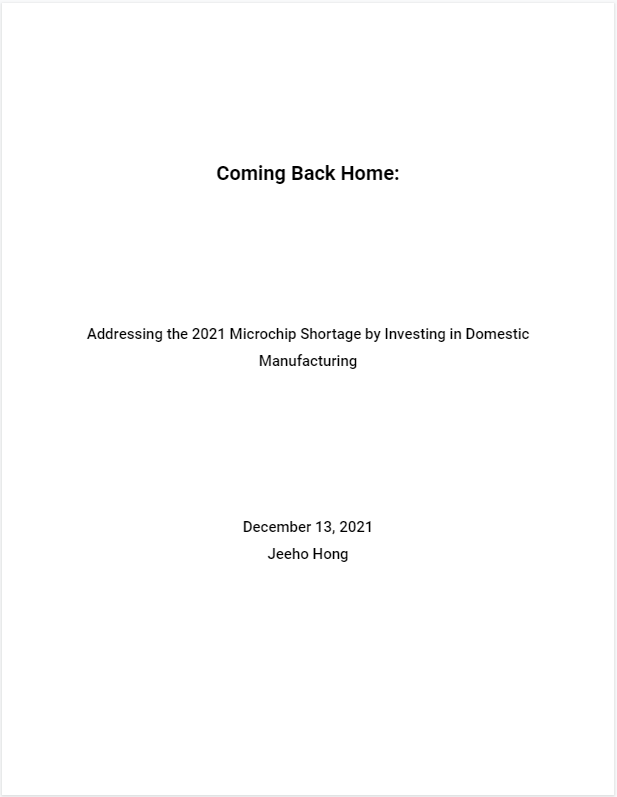 Coming Back Home:
Addressing the 2021 Microchip Shortage by Investing in Domestic
Manufacturing
December 13, 2021
Jeeho Hong